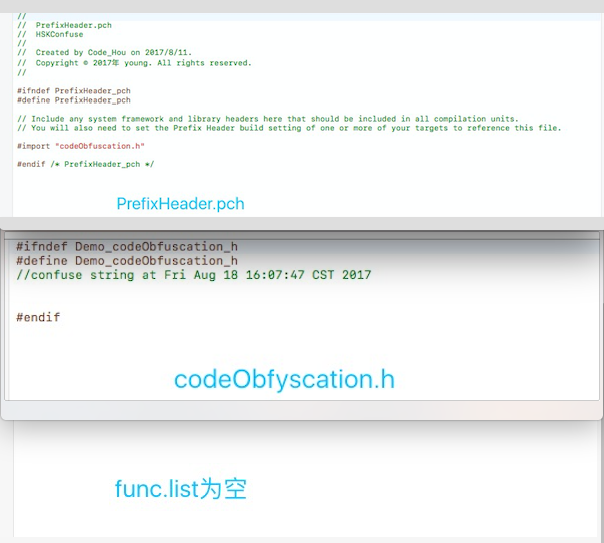 //
//  PrefixHeader.pch
//  HSKConfuse
//
//  Created by Code_Hou on 2017/8/11.
//  Copyright © 2017年 young. All rights reserved.
//
#ifndef PrefixHeader_pch
#define PrefixHeader_pch
// Include any system framework and library headers here that should be included in all compilation units.
// You will also need to set the Prefix Header build setting of one or more of your targets to reference this file.
#import "codeObfuscation.h"
#endif /* PrefixHeader_pch */
PrefixHeader.pch
#ifndef Demo_codeObfuscation_h
#define Demo_codeObfuscation_h
//confuse string at Fri Aug 18 16:07:47 CST 2017
#endif
codeObfyscation.h
func.list为空